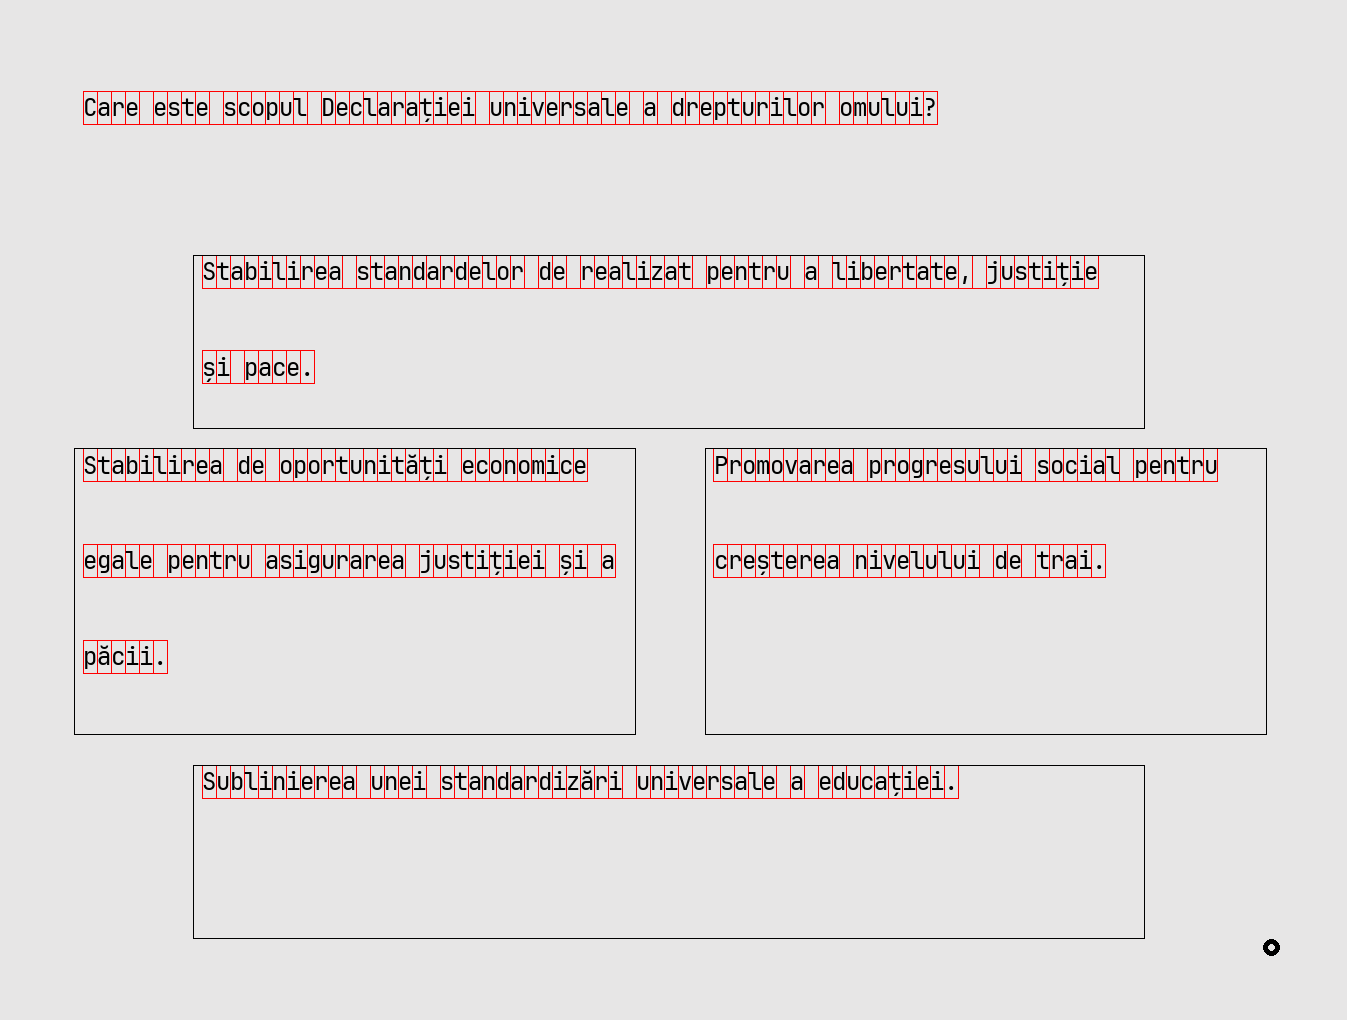 Care este scopul Declarației universale a drepturilor omului?
Stabilirea standardelor de realizat pentru a libertate, justiție
și pace.
Stabilirea de oportunități economice
egale pentru asigurarea justiției și a
păcii.
Promovarea progresului social pentru
creșterea nivelului de trai.
Sublinierea unei standardizări universale a educației.